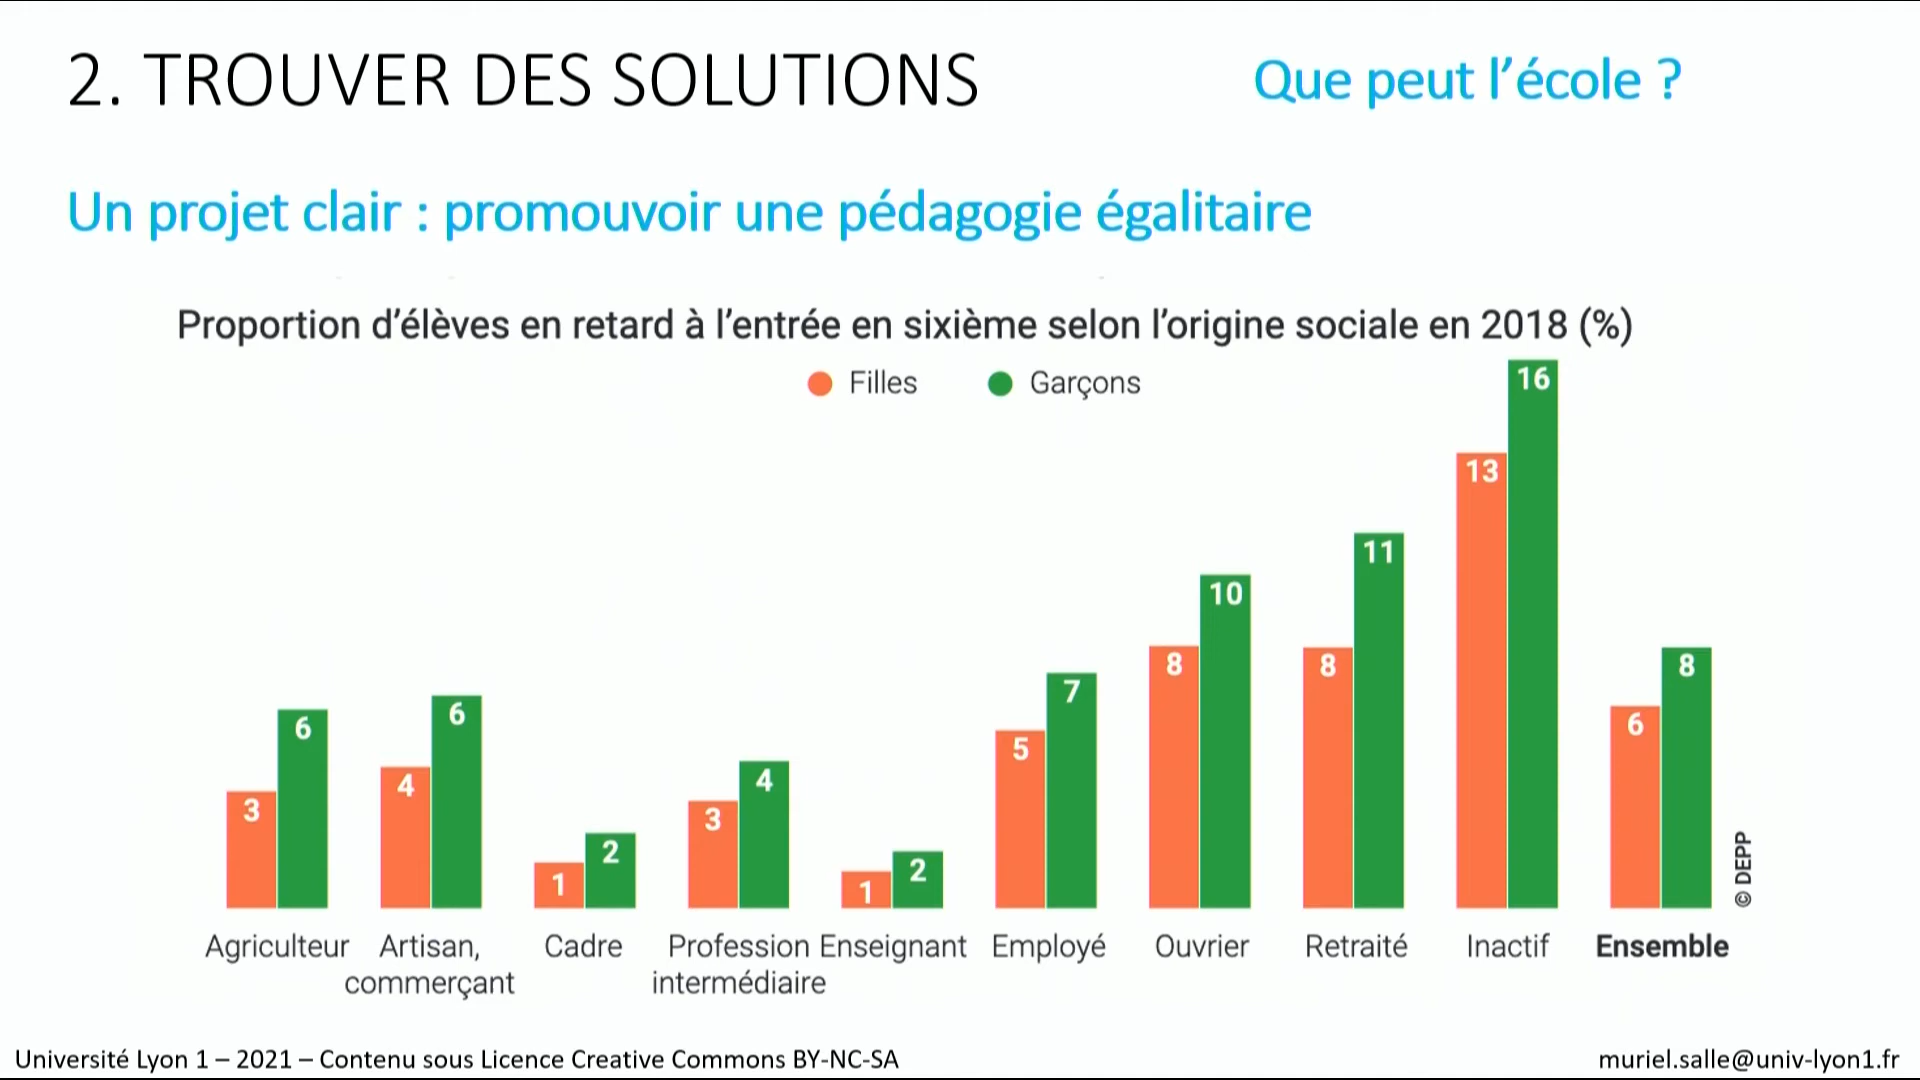 2. TROUVER DES SOLUTIONS
Que peut l’école ?
Un projet clair : promouvoir une pédagogie égalitaire
Proportion d’élèves en retard à l’entrée en sixième selon l’origine sociale en 2018 (%)
Filles
Garçons
3
6
4
6
1
2
3
4
1
2
5
7
8
10
8
11
13
16
6
8
© DEPP
Agriculteur
Artisan,
commerçant
Cadre
Profession
intermédiaire
Enseignant
Employé
Ouvrier
Retraité
Inactif
Ensemble
Université Lyon 1 – 2021 – Contenu sous Licence Creative Commons BY-NC-SA
muriel.salle@univ-lyon1.fr